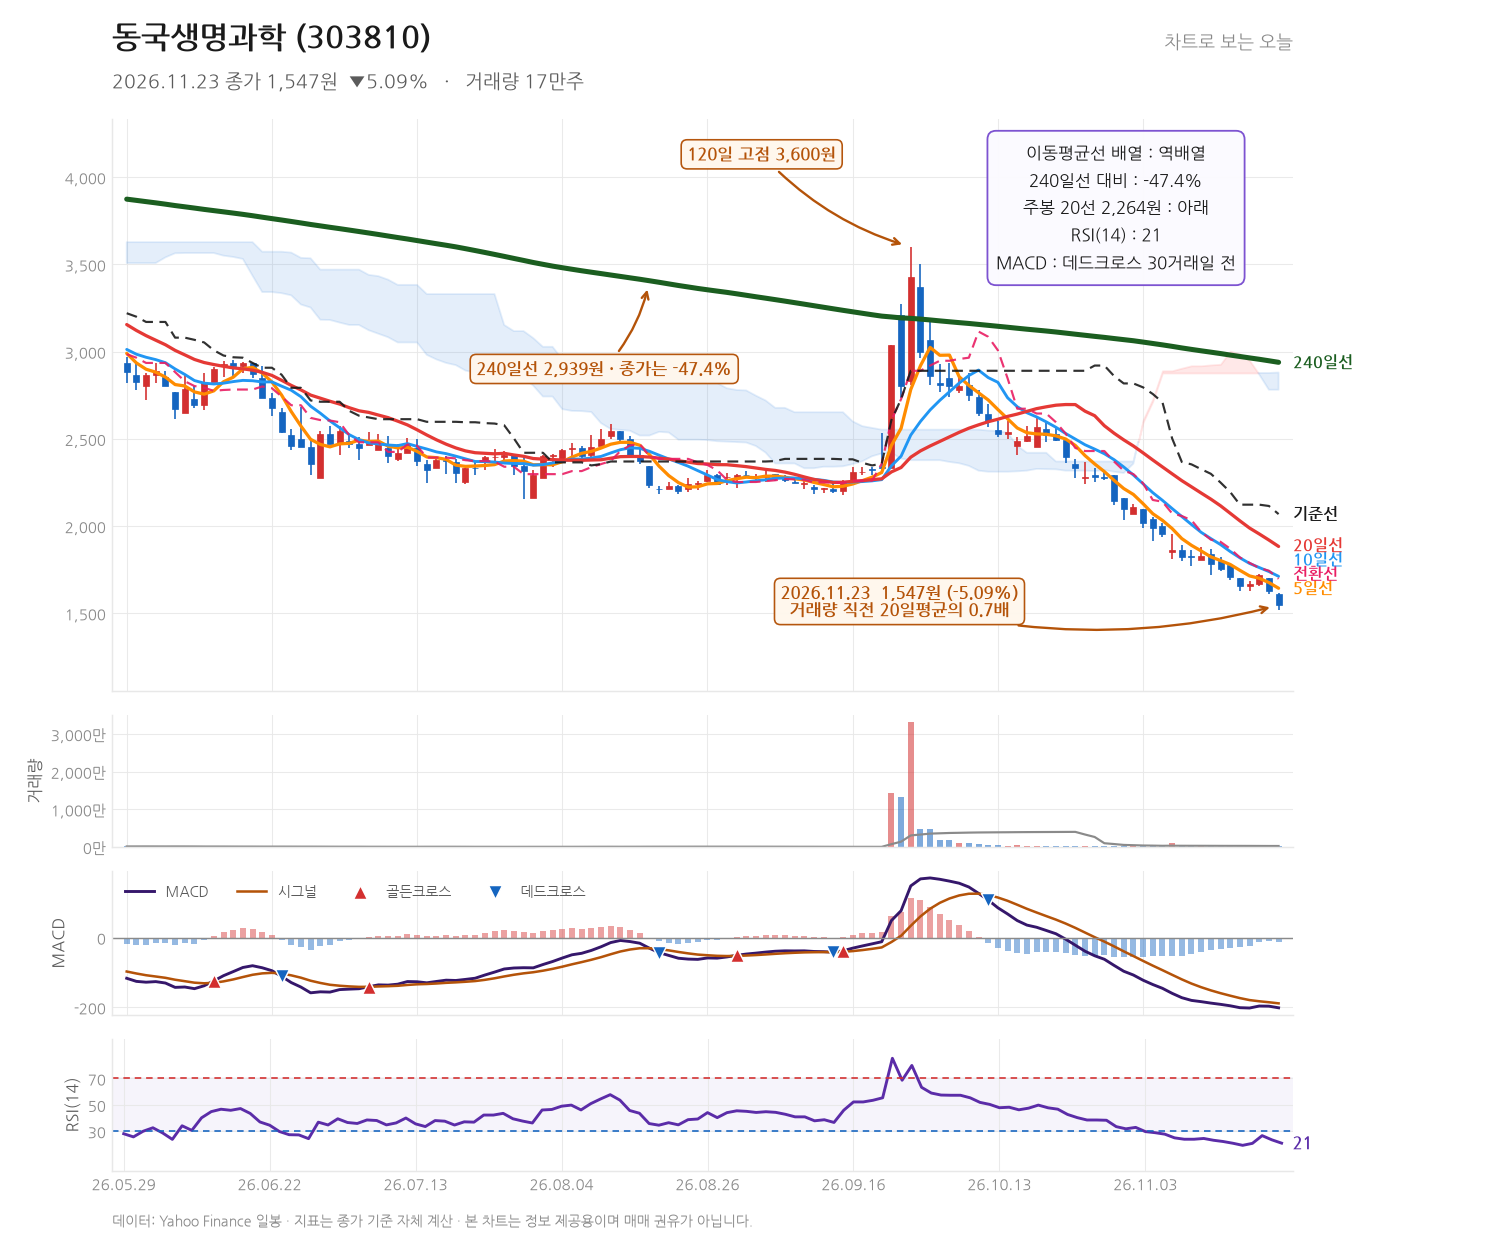 동국생명과학 (303810)
차트로 보는 오늘
2026.11.23 종가 1,547원 ▼5.09% · 거래량 17만주
120일 고점 3,600원
이동평균선 배열 : 역배열
240일선 대비 : -47.4%
주봉 20선 2,264원 : 아래
RSI(14) : 21
MACD : 데드크로스 30거래일 전
4,000
3,500
3,000
2,500
2,000
1,500
240일선 2,939원 · 종가는 -47.4%
240일선
기준선
20일선
10일선
전환선
5일선
2026.11.23 1,547원 (-5.09%)
거래량 직전 20일평균의 0.7배
거래량
3,000만
2,000만
1,000만
0만
MACD
MACD
시그널
▲ 골든크로스
▼ 데드크로스
0
-200
RSI(14)
70
50
30
21
26.05.29
26.06.22
26.07.13
26.08.04
26.08.26
26.09.16
26.10.13
26.11.03
데이터: Yahoo Finance 일봉 · 지표는 종가 기준 자체 계산 · 본 차트는 정보 제공용이며 매매 권유가 아닙니다.